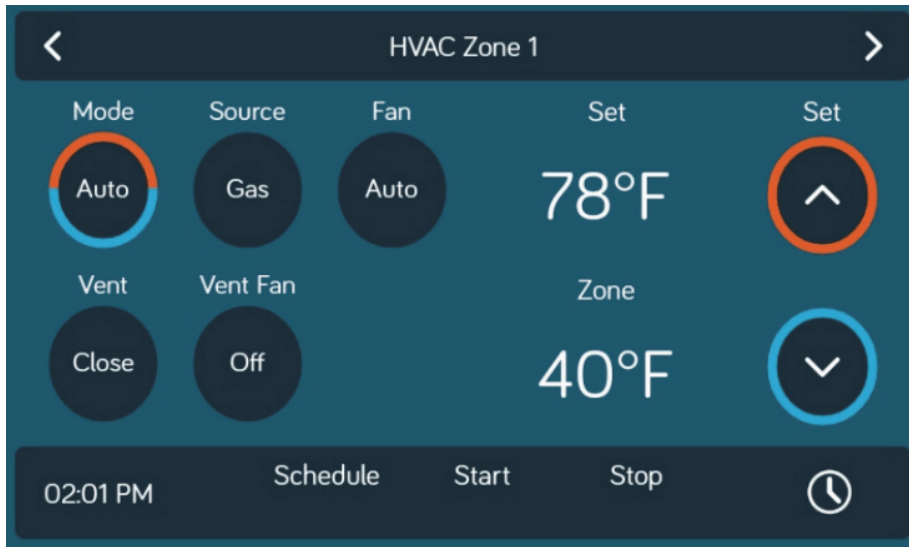 HVAC Zone 1
Mode Source Fan Set Set
Auto Gas Auto 78°F
Vent Vent Fan Zone
Close Off 40°F
02:01 PM Schedule Start Stop